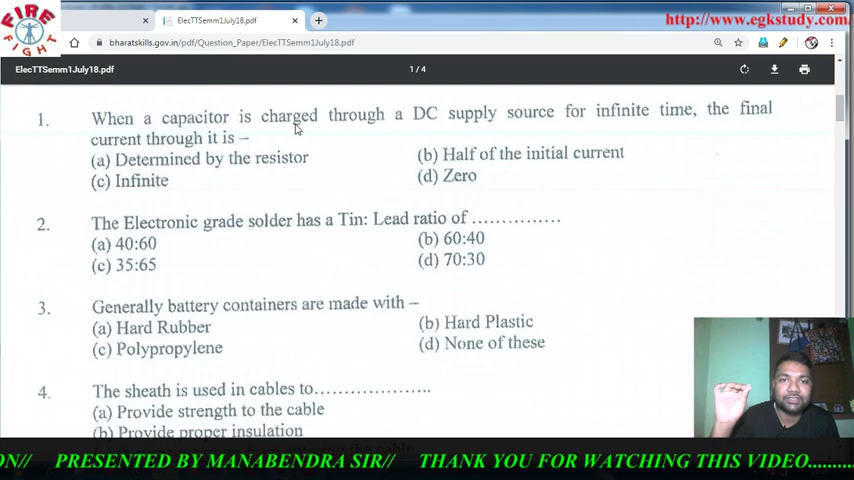 FIRE
FIGHT
ElecTTSemm1July18.pdf
http://www.egkstudy.com/
bharatskills.gov.in/pdf/Question_Paper/ElecTTSemm1July18.pdf
ElecTTSemm1July18.pdf
1 / 4
1. When a capacitor is charged through a DC supply source for infinite time, the final
current through it is –
(a) Determined by the resistor (b) Half of the initial current
(c) Infinite (d) Zero
2. The Electronic grade solder has a Tin: Lead ratio of ……………
(a) 40:60 (b) 60:40
(c) 35:65 (d) 70:30
3. Generally battery containers are made with –
(a) Hard Rubber (b) Hard Plastic
(c) Polypropylene (d) None of these
4. The sheath is used in cables to…………………..
(a) Provide strength to the cable
(b) Provide proper insulation
ON// PRESENTED BY MANABENDRA SIR// THANK YOU FOR WATCHING THIS VIDEO..........